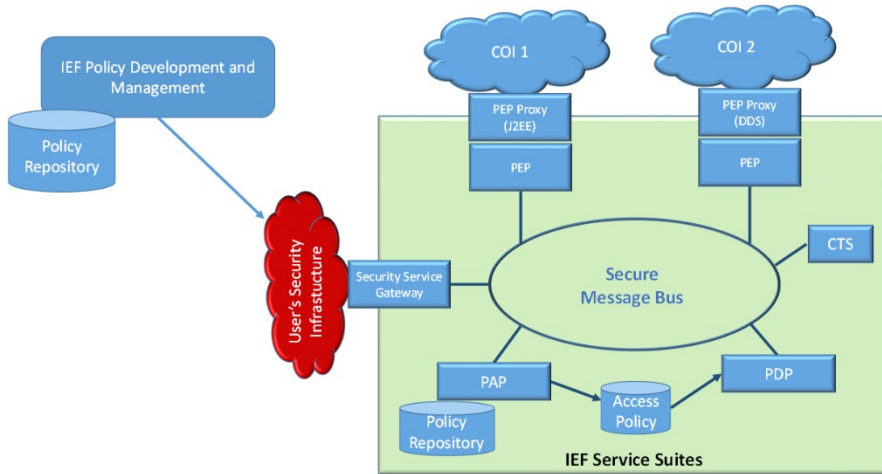 COI 1
COI 2
IEF Policy Development and
Management
Policy
Repository
PEP Proxy
(J2EE)
PEP Proxy
(DDS)
PEP
PEP
User's Security
Infrastucture
Security Service
Gateway
Secure
Message Bus
CTS
PAP
Policy
Repository
Access
Policy
PDP
IEF Service Suites